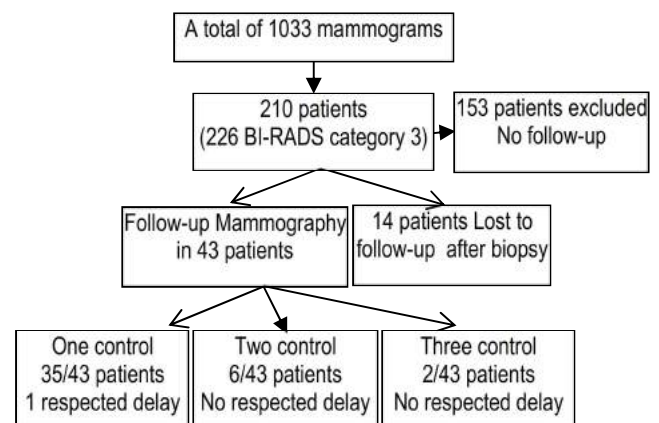 A total of 1033 mammograms
210 patients
(226 BI-RADS category 3)
153 patients excluded
No follow-up
Follow-up Mammography
in 43 patients
14 patients Lost to
follow-up after biopsy
One control
35/43 patients
1 respected delay
Two control
6/43 patients
No respected delay
Three control
2/43 patients
No respected delay